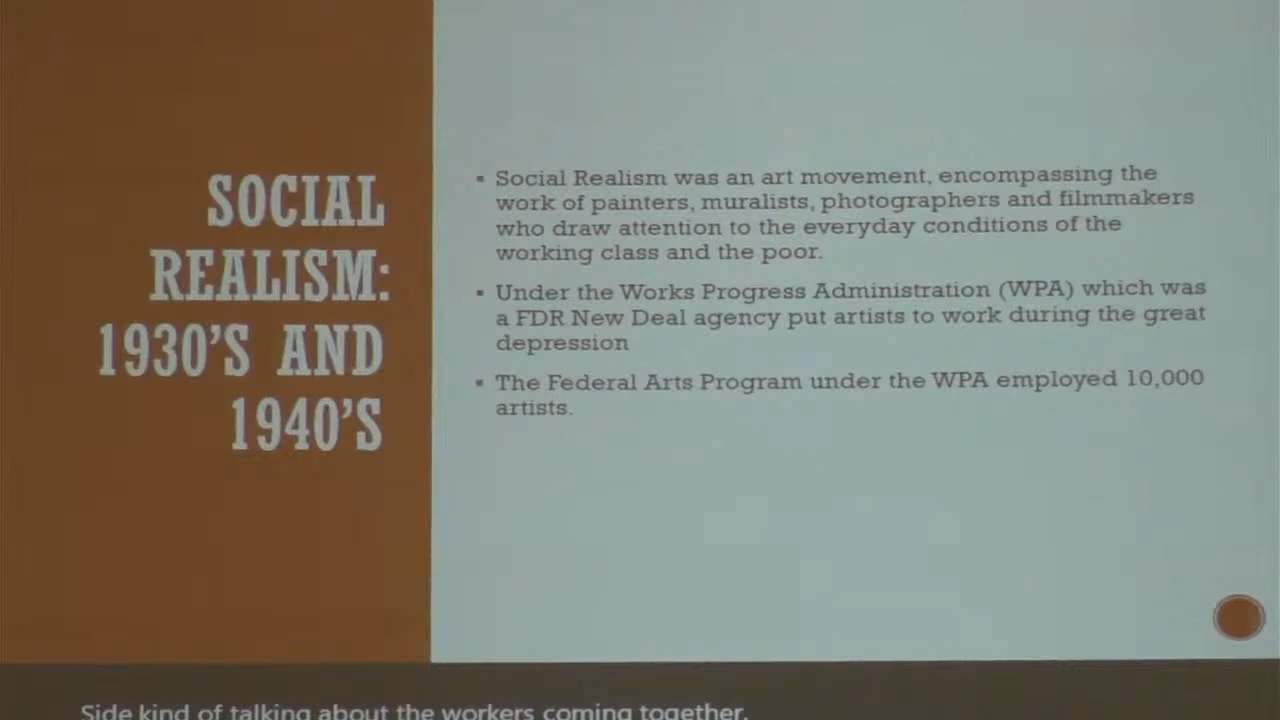 SOCIAL
REALISM:
1930'S AND
1940'S
▪ Social Realism was an art movement, encompassing the
work of painters, muralists, photographers and filmmakers
who draw attention to the everyday conditions of the
working class and the poor.
▪ Under the Works Progress Administration (WPA) which was
a FDR New Deal agency put artists to work during the great
depression
▪ The Federal Arts Program under the WPA employed 10,000
artists.
Side kind of talking about the workers coming together.